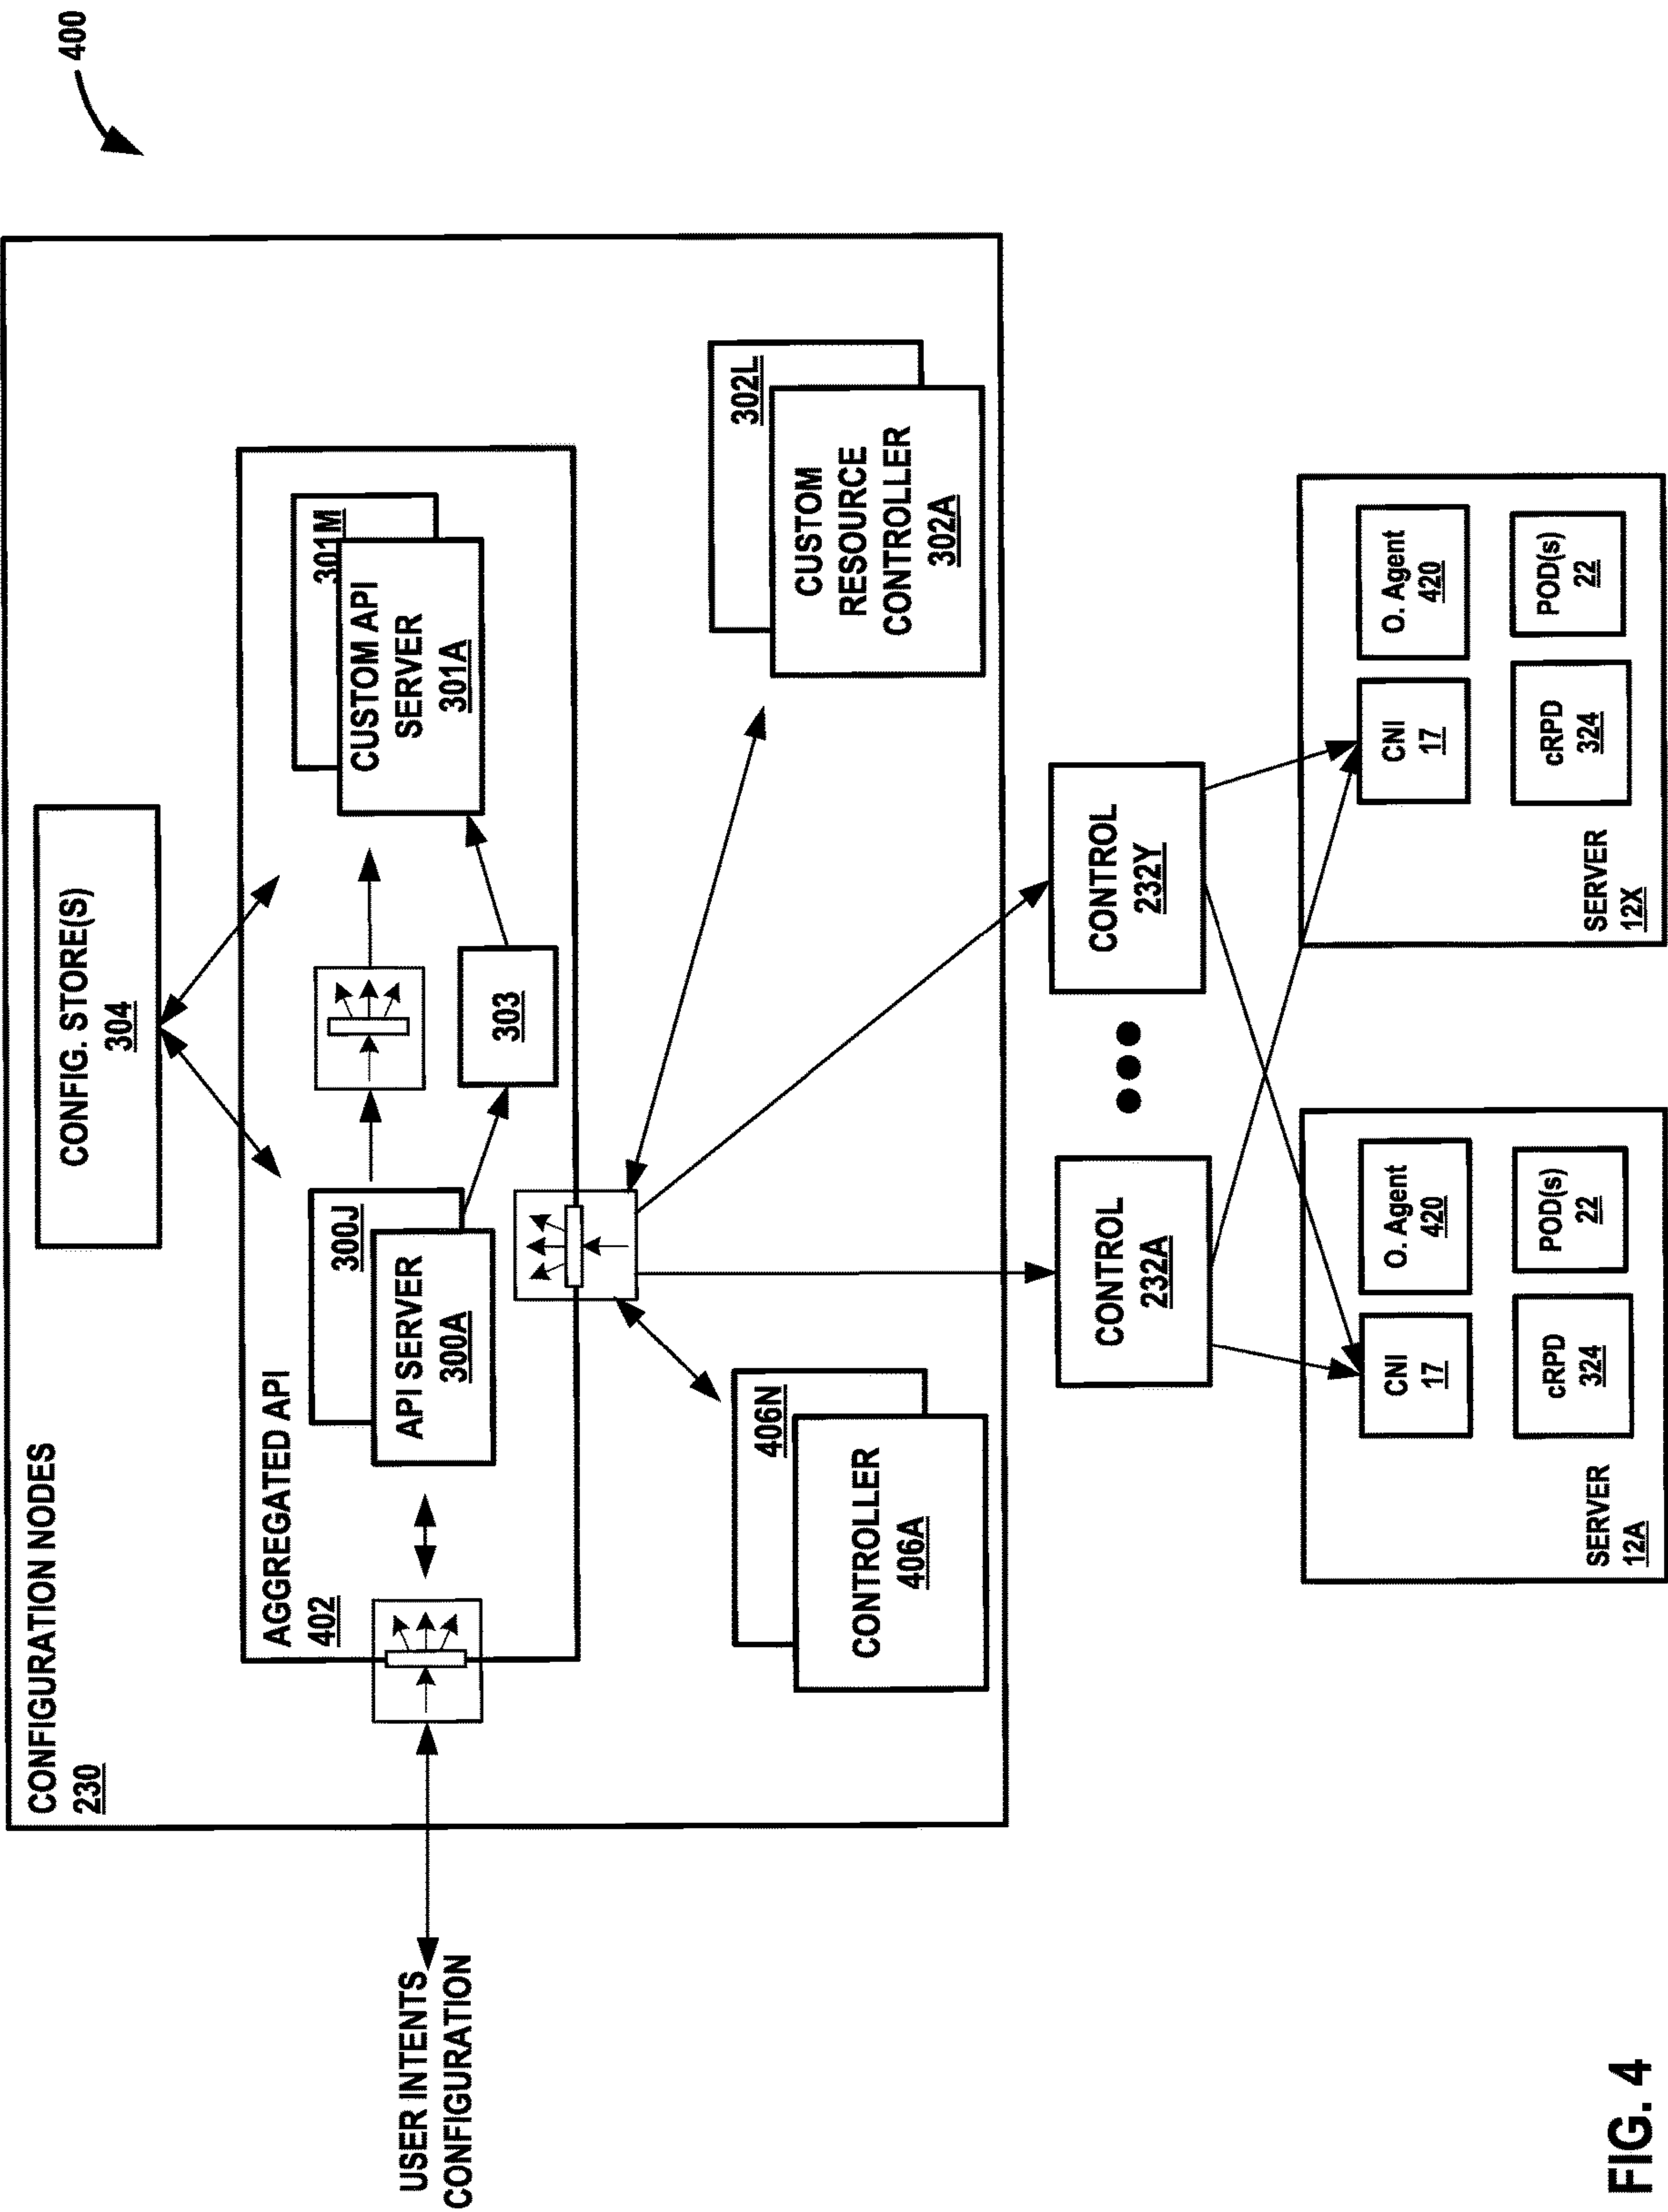 400
CONFIGURATION NODES
230
CONFIG. STORE(S)
304
AGGREGATED API
402
300J
API SERVER
300A
301M
CUSTOM API
SERVER
301A
303
USER INTENTS
CONFIGURATION
406N
CONTROLLER
406A
302L
CUSTOM
RESOURCE
CONTROLLER
302A
CONTROL
232A
CONTROL
232Y
CNI
17
O. Agent
420
cRPD
324
POD(s)
22
SERVER
12A
CNI
17
O. Agent
420
cRPD
324
POD(s)
22
SERVER
12X
FIG. 4